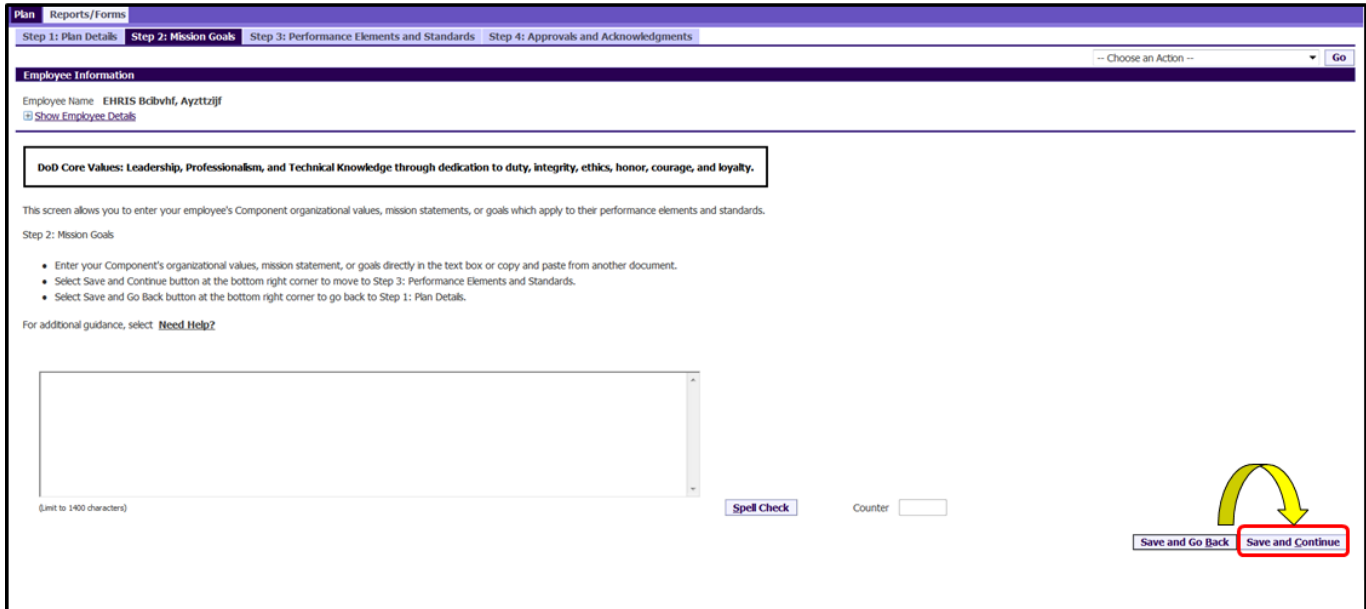 Plan Reports/Forms
Step 1: Plan Details Step 2: Mission Goals Step 3: Performance Elements and Standards Step 4: Approvals and Acknowledgments
-- Choose an Action -- Go
Employee Information
Employee Name EHRIS Bcibvhf, Ayzttzijf
Show Employee Details
DoD Core Values: Leadership, Professionalism, and Technical Knowledge through dedication to duty, integrity, ethics, honor, courage, and loyalty.
This screen allows you to enter your employee's Component organizational values, mission statements, or goals which apply to their performance elements and standards.
Step 2: Mission Goals
• Enter your Component's organizational values, mission statement, or goals directly in the text box or copy and paste from another document.
• Select Save and Continue button at the bottom right corner to move to Step 3: Performance Elements and Standards.
• Select Save and Go Back button at the bottom right corner to go back to Step 1: Plan Details.
For additional guidance, select Need Help?
(Limit to 1400 characters) Spell Check Counter
Save and Go Back Save and Continue